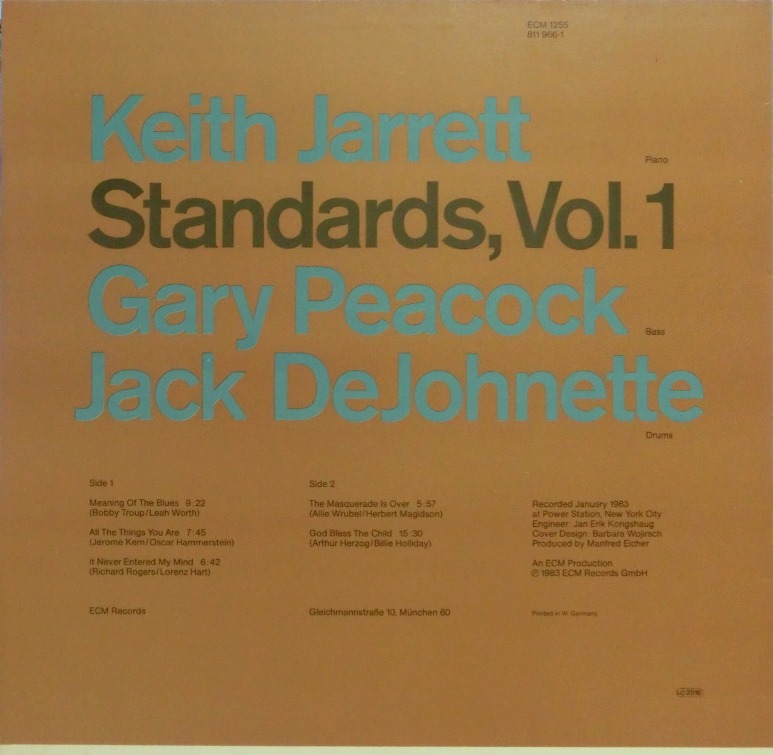 ECM 1255
811 966-1
Keith Jarrett
Piano
Standards, Vol. 1
Gary Peacock
Bass
Jack DeJohnette
Drums
Side 1
Meaning Of The Blues 9:22
(Bobby Troup/Leah Worth)
All The Things You Are 7:45
(Jerome Kern/Oscar Hammerstein)
It Never Entered My Mind 6:42
(Richard Rogers/Lorenz Hart)
Side 2
The Masquerade Is Over 5:57
(Allie Wrubel/Herbert Magidson)
God Bless The Child 15:30
(Arthur Herzog/Billie Holliday)
Recorded January 1983
at Power Station, New York City
Engineer: Jan Erik Kongshaug
Cover Design: Barbara Wojirsch
Produced by Manfred Eicher
An ECM Production
℗ 1983 ECM Records GmbH
ECM Records
Gleichmannstraße 10, München 60
Printed in W. Germany
LC 2516